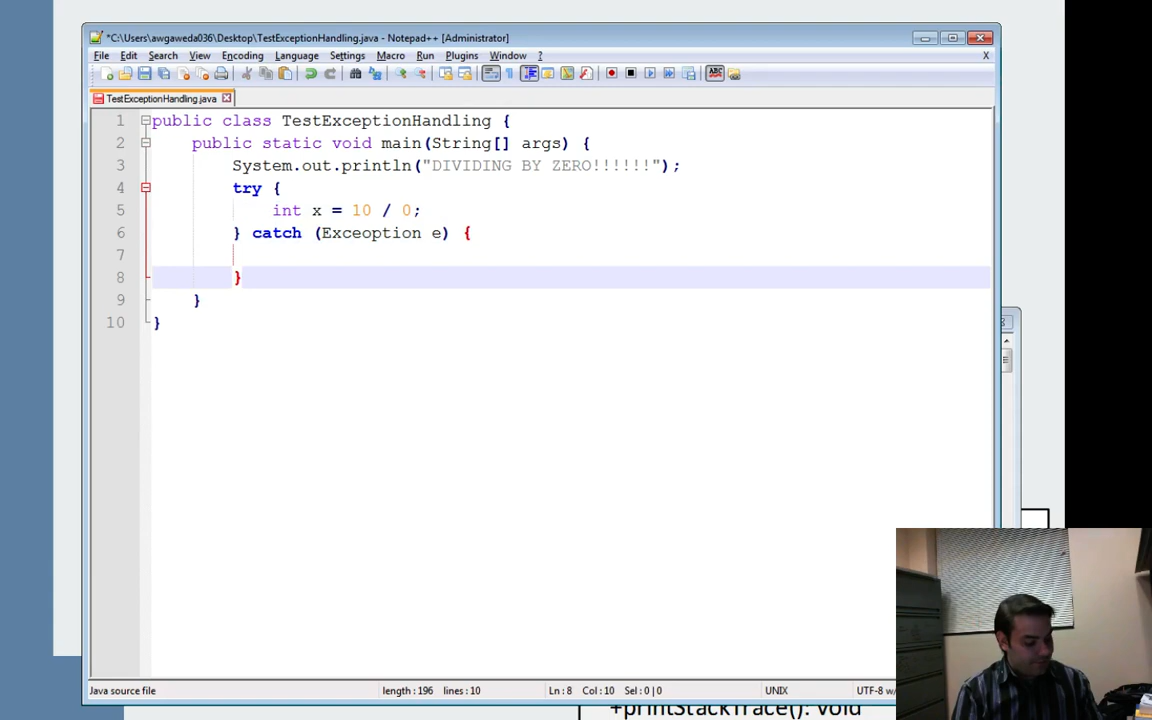 *C:\Users\awgaweda036\Desktop\TestExceptionHandling.java - Notepad++ [Administrator]
File Edit Search View Encoding Language Settings Macro Run Plugins Window ? X
TestExceptionHandling.java
1 public class TestExceptionHandling {
2 public static void main(String[] args) {
3 System.out.println("DIVIDING BY ZERO!!!!!!");
4 try {
5 int x = 10 / 0;
6 } catch (Exceoption e) {
7
8 }
9 }
10 }
Java source file length : 196 lines : 10 Ln : 8 Col : 10 Sel : 0 | 0 UNIX UTF-8 w/
+printStackTrace(): void